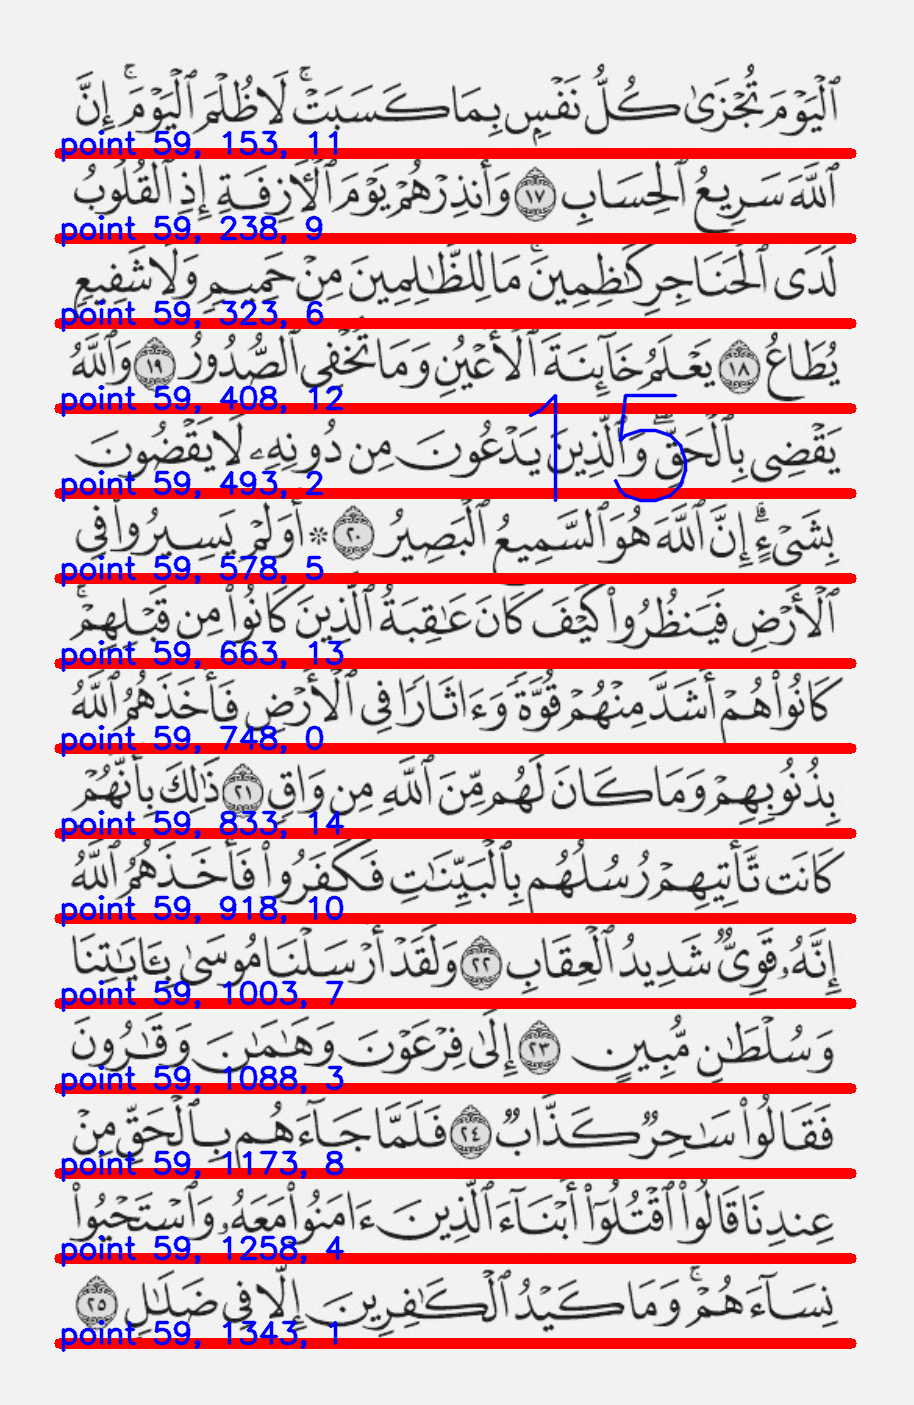 ٱلْيَوْمَ تُجْزَىٰ كُلُّ نَفْسٍۭ بِمَا كَسَبَتْ ۚ لَا ظُلْمَ ٱلْيَوْمَ ۚ إِنَّ
point 59, 153, 11
ٱللَّهَ سَرِيعُ ٱلْحِسَابِ ١٧ وَأَنذِرْهُمْ يَوْمَ ٱلْـَٔازِفَةِ إِذِ ٱلْقُلُوبُ
point 59, 238, 9
لَدَى ٱلْحَنَاجِرِ كَـٰظِمِينَ ۚ مَا لِلظَّـٰلِمِينَ مِنْ حَمِيمٍ وَلَا شَفِيعٍ
point 59, 323, 6
يُطَاعُ ١٨ يَعْلَمُ خَآئِنَةَ ٱلْأَعْيُنِ وَمَا تُخْفِى ٱلصُّدُورُ ١٩ وَٱللَّهُ
point 59, 408, 12
15
يَقْضِى بِٱلْحَقِّ ۖ وَٱلَّذِينَ يَدْعُونَ مِن دُونِهِۦ لَا يَقْضُونَ
point 59, 493, 2
بِشَىْءٍ ۗ إِنَّ ٱللَّهَ هُوَ ٱلسَّمِيعُ ٱلْبَصِيرُ ٢٠ ۞ أَوَلَمْ يَسِيرُوا۟ فِى
point 59, 578, 5
ٱلْأَرْضِ فَيَنظُرُوا۟ كَيْفَ كَانَ عَـٰقِبَةُ ٱلَّذِينَ كَانُوا۟ مِن قَبْلِهِمْ ۚ
point 59, 663, 13
كَانُوا۟ هُمْ أَشَدَّ مِنْهُمْ قُوَّةً وَءَاثَارًا فِى ٱلْأَرْضِ فَأَخَذَهُمُ ٱللَّهُ
point 59, 748, 0
بِذُنُوبِهِمْ وَمَا كَانَ لَهُم مِّنَ ٱللَّهِ مِن وَاقٍ ٢١ ذَٰلِكَ بِأَنَّهُمْ
point 59, 833, 14
كَانَت تَّأْتِيهِمْ رُسُلُهُم بِٱلْبَيِّنَـٰتِ فَكَفَرُوا۟ فَأَخَذَهُمُ ٱللَّهُ
point 59, 918, 10
إِنَّهُۥ قَوِىٌّ شَدِيدُ ٱلْعِقَابِ ٢٢ وَلَقَدْ أَرْسَلْنَا مُوسَىٰ بِـَٔايَـٰتِنَا
point 59, 1003, 7
وَسُلْطَـٰنٍ مُّبِينٍ ٢٣ إِلَىٰ فِرْعَوْنَ وَهَـٰمَـٰنَ وَقَـٰرُونَ
point 59, 1088, 3
فَقَالُوا۟ سَـٰحِرٌ كَذَّابٌ ٢٤ فَلَمَّا جَآءَهُم بِٱلْحَقِّ مِنْ
point 59, 1173, 8
عِندِنَا قَالُوا۟ ٱقْتُلُوٓا۟ أَبْنَآءَ ٱلَّذِينَ ءَامَنُوا۟ مَعَهُۥ وَٱسْتَحْيُوا۟
point 59, 1258, 4
نِسَآءَهُمْ ۚ وَمَا كَيْدُ ٱلْكَـٰفِرِينَ إِلَّا فِى ضَلَـٰلٍ ٢٥
point 59, 1343, 1